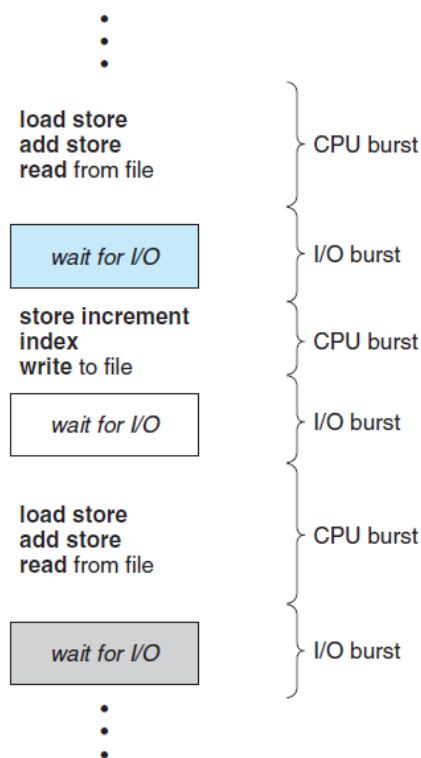 load store
add store
read from file
CPU burst
wait for I/O
I/O burst
store increment
index
write to file
CPU burst
wait for I/O
I/O burst
load store
add store
read from file
CPU burst
wait for I/O
I/O burst